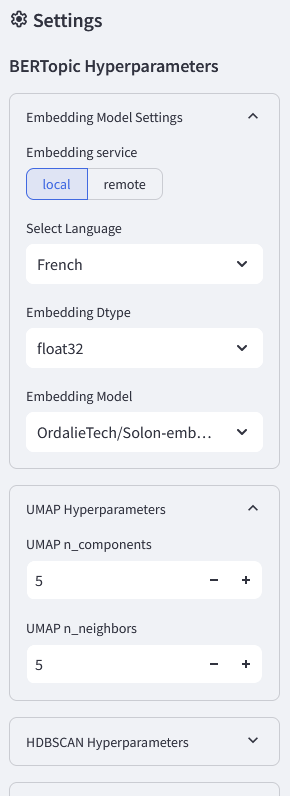 Settings
BERTopic Hyperparameters
Embedding Model Settings
Embedding service
local remote
Select Language
French
Embedding Dtype
float32
Embedding Model
OrdalieTech/Solon-emb...
UMAP Hyperparameters
UMAP n_components
5 − +
UMAP n_neighbors
5 − +
HDBSCAN Hyperparameters